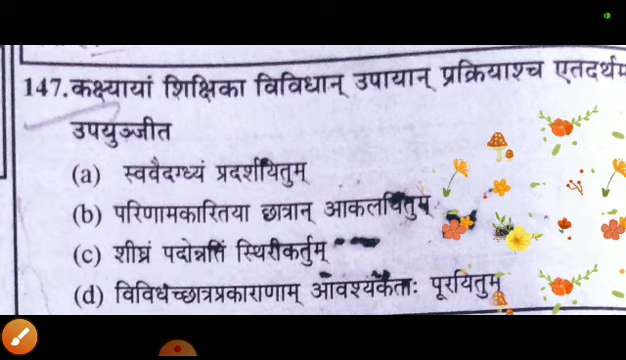 147. कक्ष्यायां शिक्षिका विविधान् उपायान् प्रक्रियाश्च एतदर्थम्
उपयुञ्जीत
(a) स्ववैदग्ध्यं प्रदर्शयितुम्
(b) परिणामकारितया छात्रान् आकलयितुम्
(c) शीघ्रं पदोन्नतिं स्थिरीकर्तुम्
(d) विविधच्छात्रप्रकाराणाम् आवश्यकताः पूरयितुम्